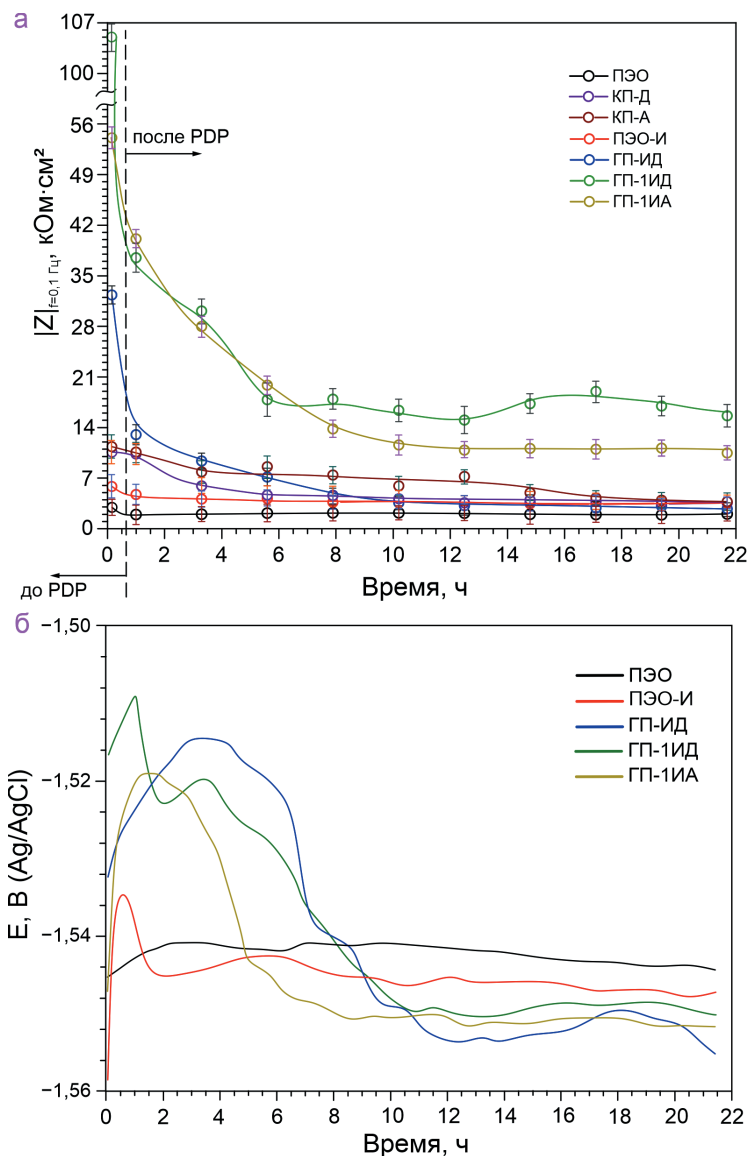 а
107
100
56
49
42
35
28
21
14
7
0
|Z|f=0,1 Гц, кОм·см²
после PDP
до PDP
ПЭО
КП-Д
КП-А
ПЭО-И
ГП-ИД
ГП-1ИД
ГП-1ИА
0 2 4 6 8 10 12 14 16 18 20 22
Время, ч
б
−1,50
−1,52
−1,54
−1,56
E, В (Ag/AgCl)
ПЭО
ПЭО-И
ГП-ИД
ГП-1ИД
ГП-1ИА
0 2 4 6 8 10 12 14 16 18 20 22
Время, ч